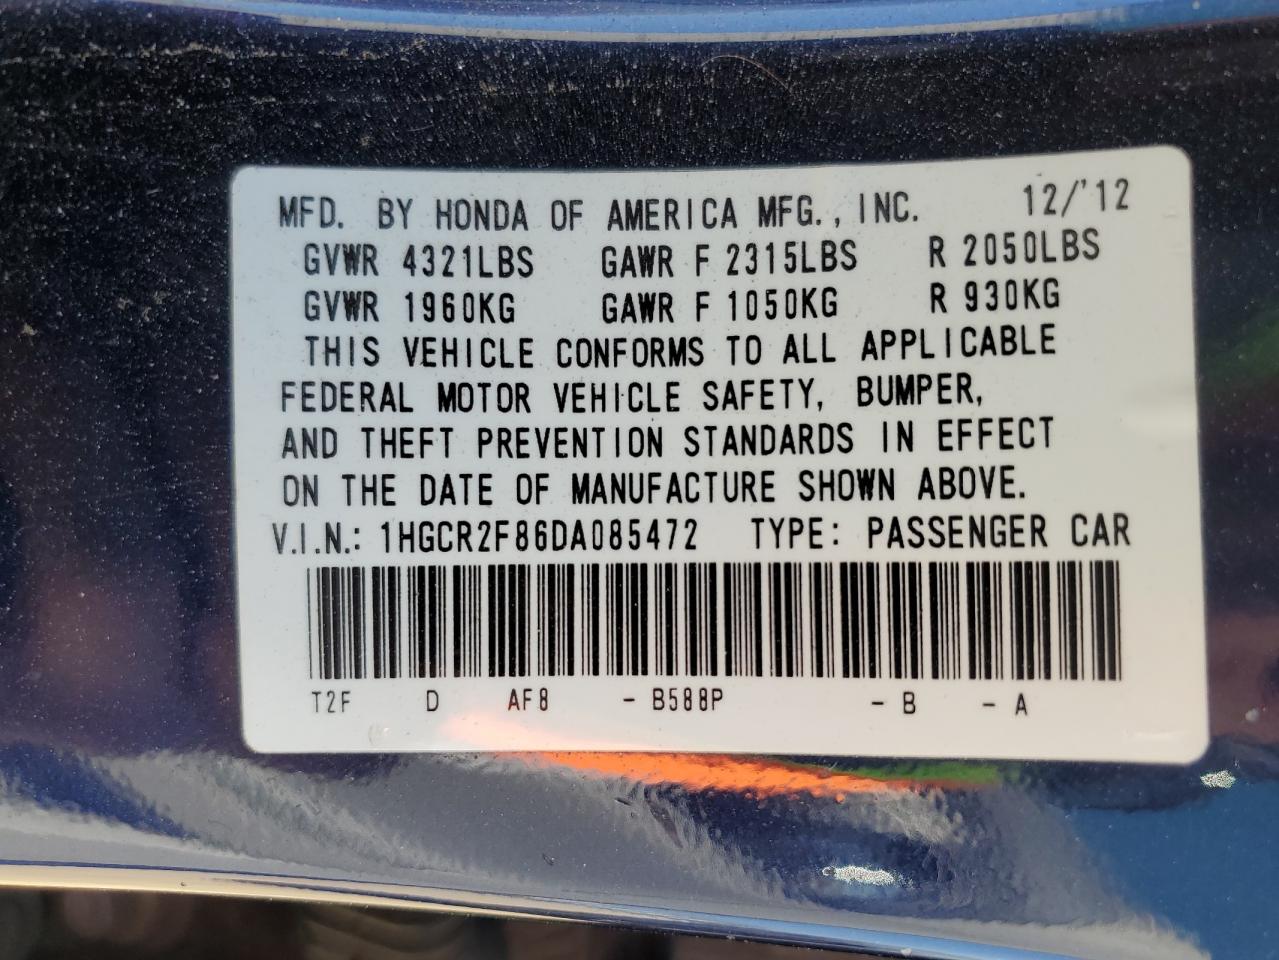 MFD. BY HONDA OF AMERICA MFG., INC. 12/'12
GVWR 4321LBS GAWR F 2315LBS R 2050LBS
GVWR 1960KG GAWR F 1050KG R 930KG
THIS VEHICLE CONFORMS TO ALL APPLICABLE
FEDERAL MOTOR VEHICLE SAFETY, BUMPER,
AND THEFT PREVENTION STANDARDS IN EFFECT
ON THE DATE OF MANUFACTURE SHOWN ABOVE.
V.I.N.: 1HGCR2F86DA085472 TYPE: PASSENGER CAR
T2F D AF8 - B588P - B - A